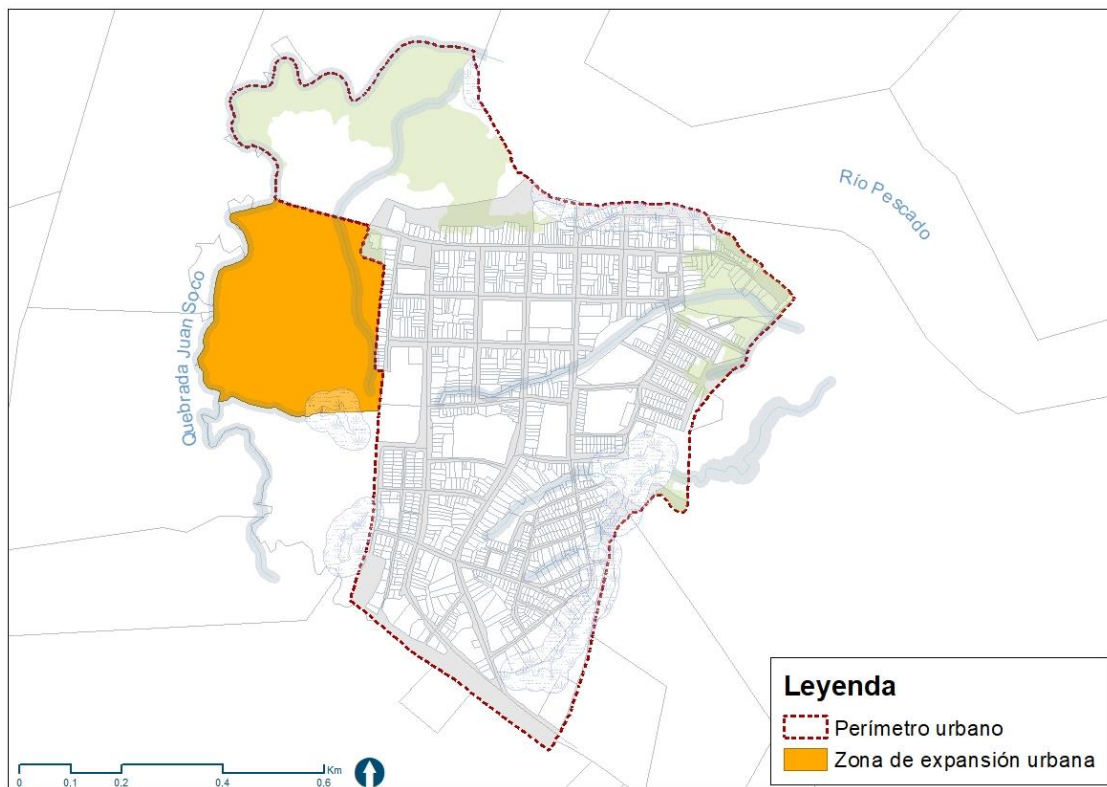 Río Pescado
Quebrada Juan Soco
Leyenda
Perímetro urbano
Zona de expansión urbana
Km
0 0,1 0,2 0,4 0,6